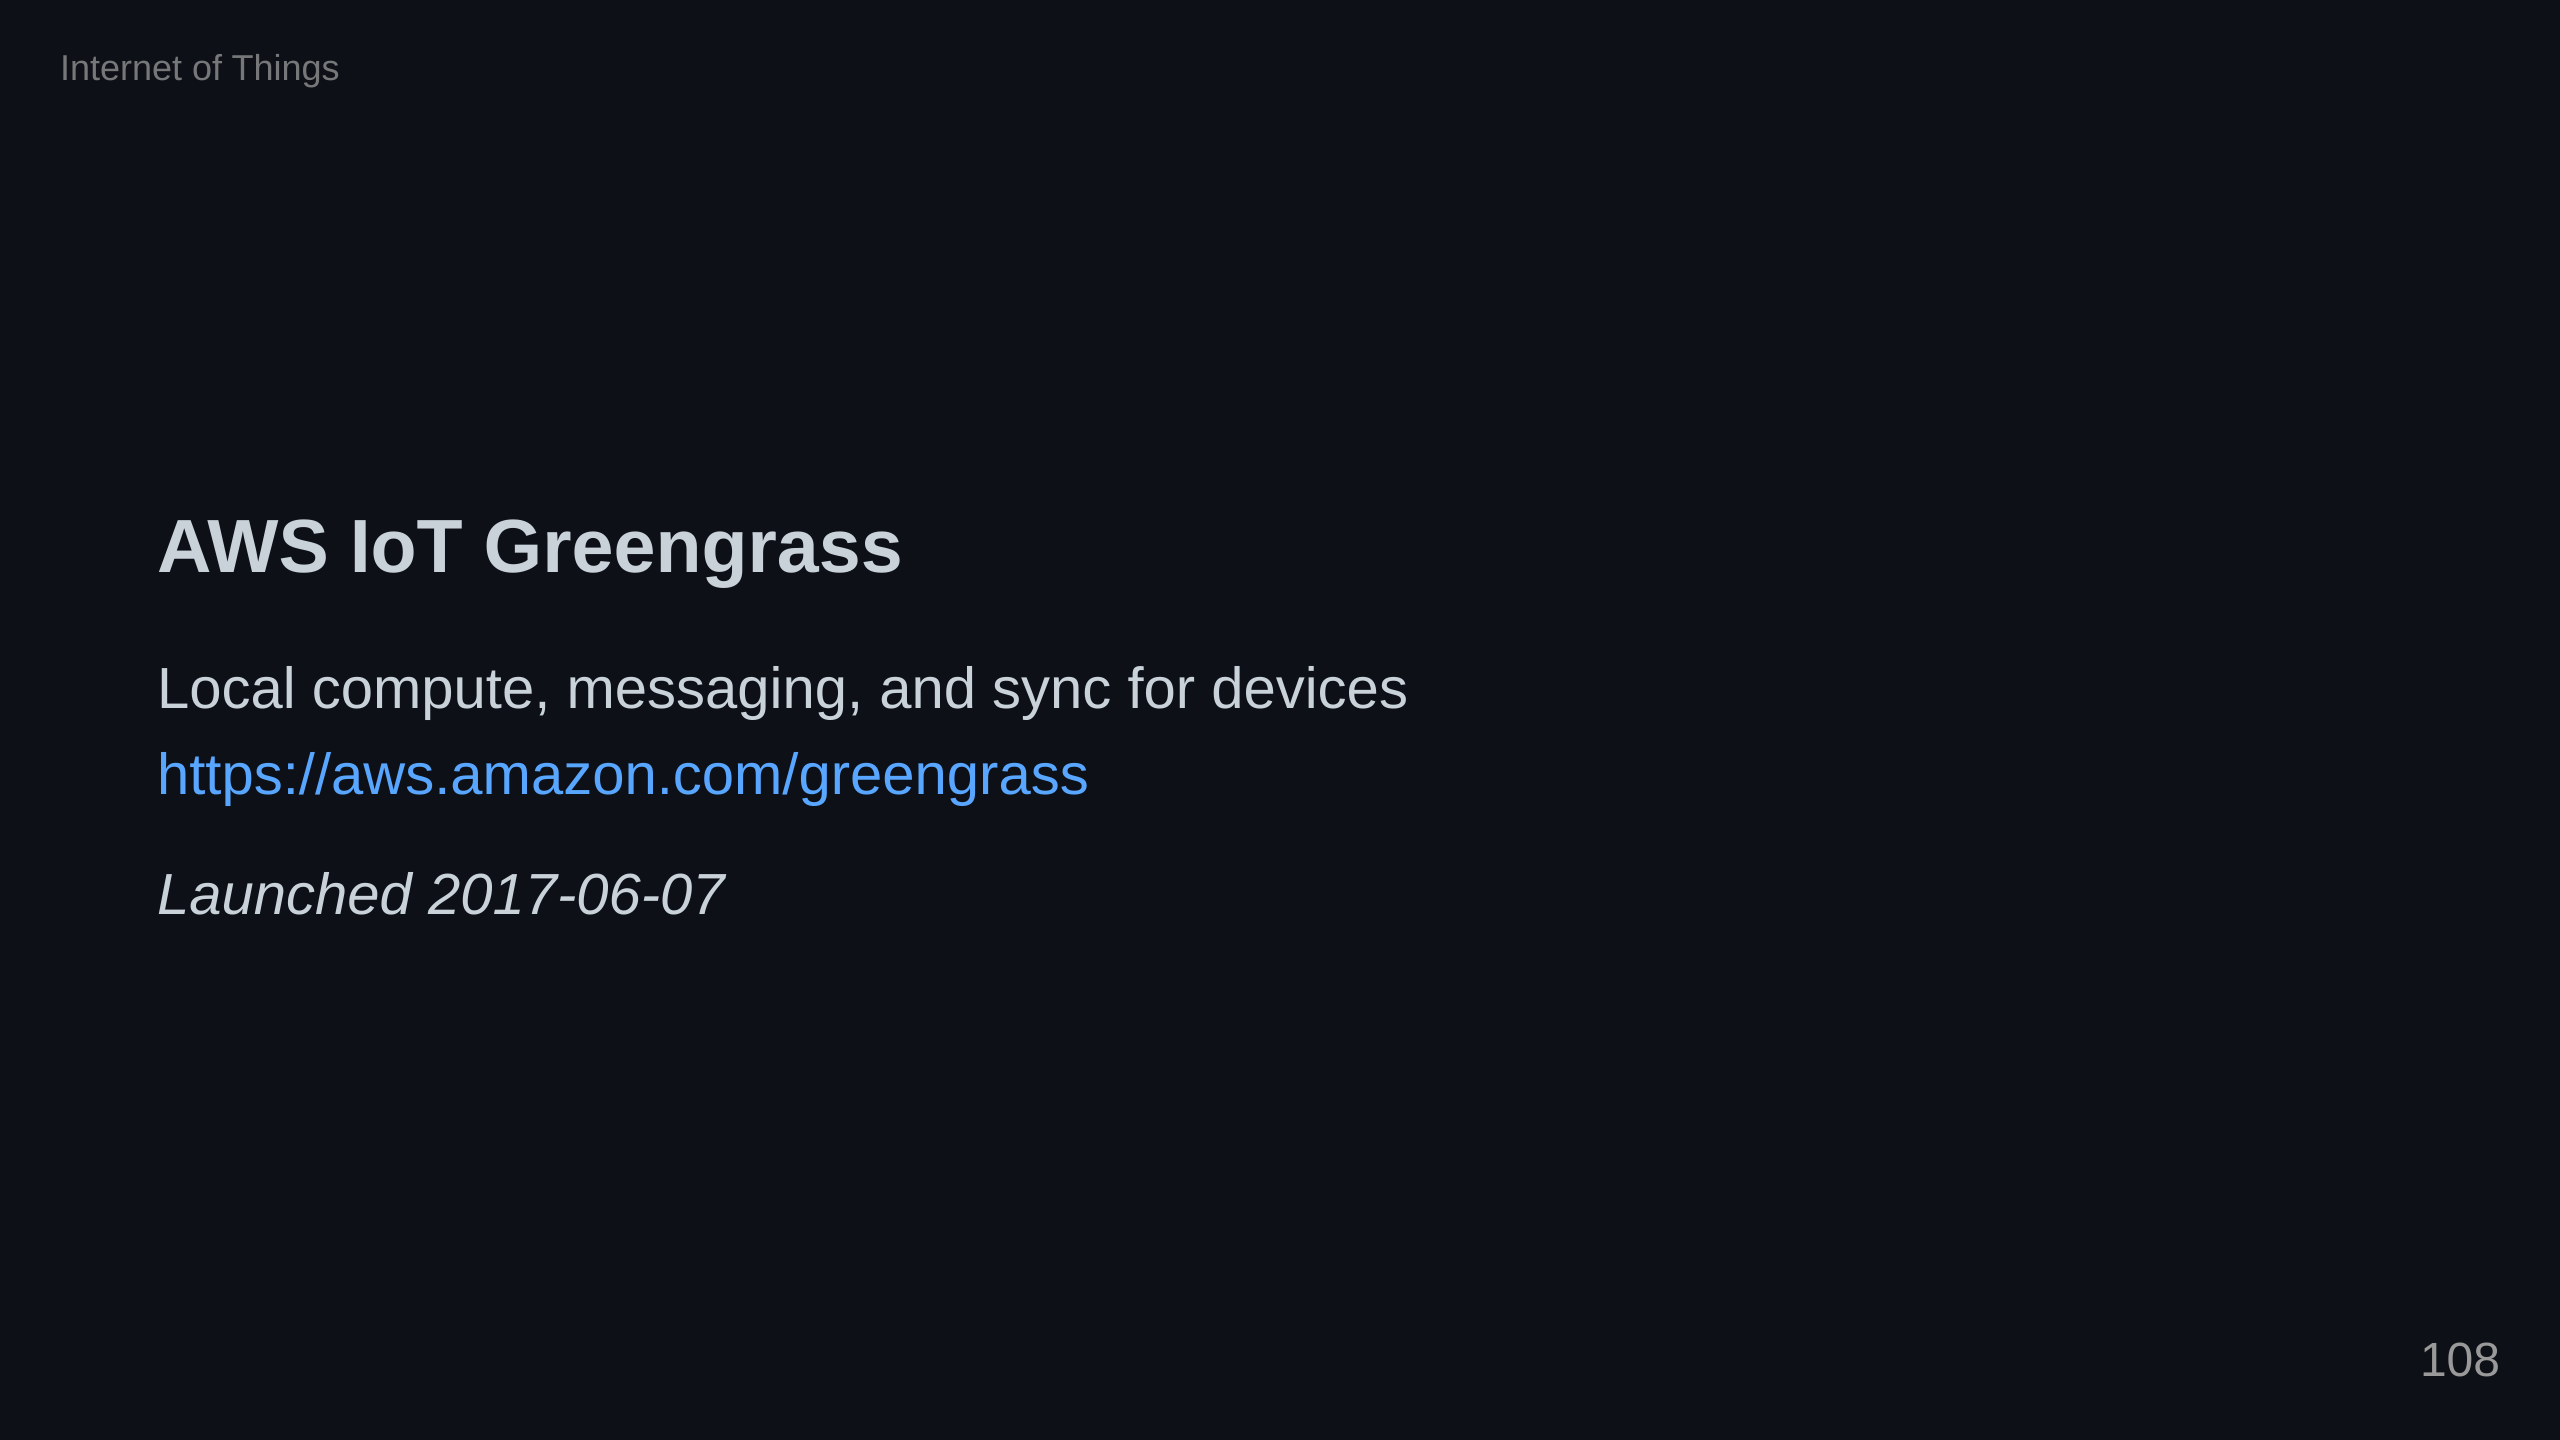 Internet of Things
AWS IoT Greengrass
Local compute, messaging, and sync for devices
https://aws.amazon.com/greengrass
Launched 2017-06-07
108